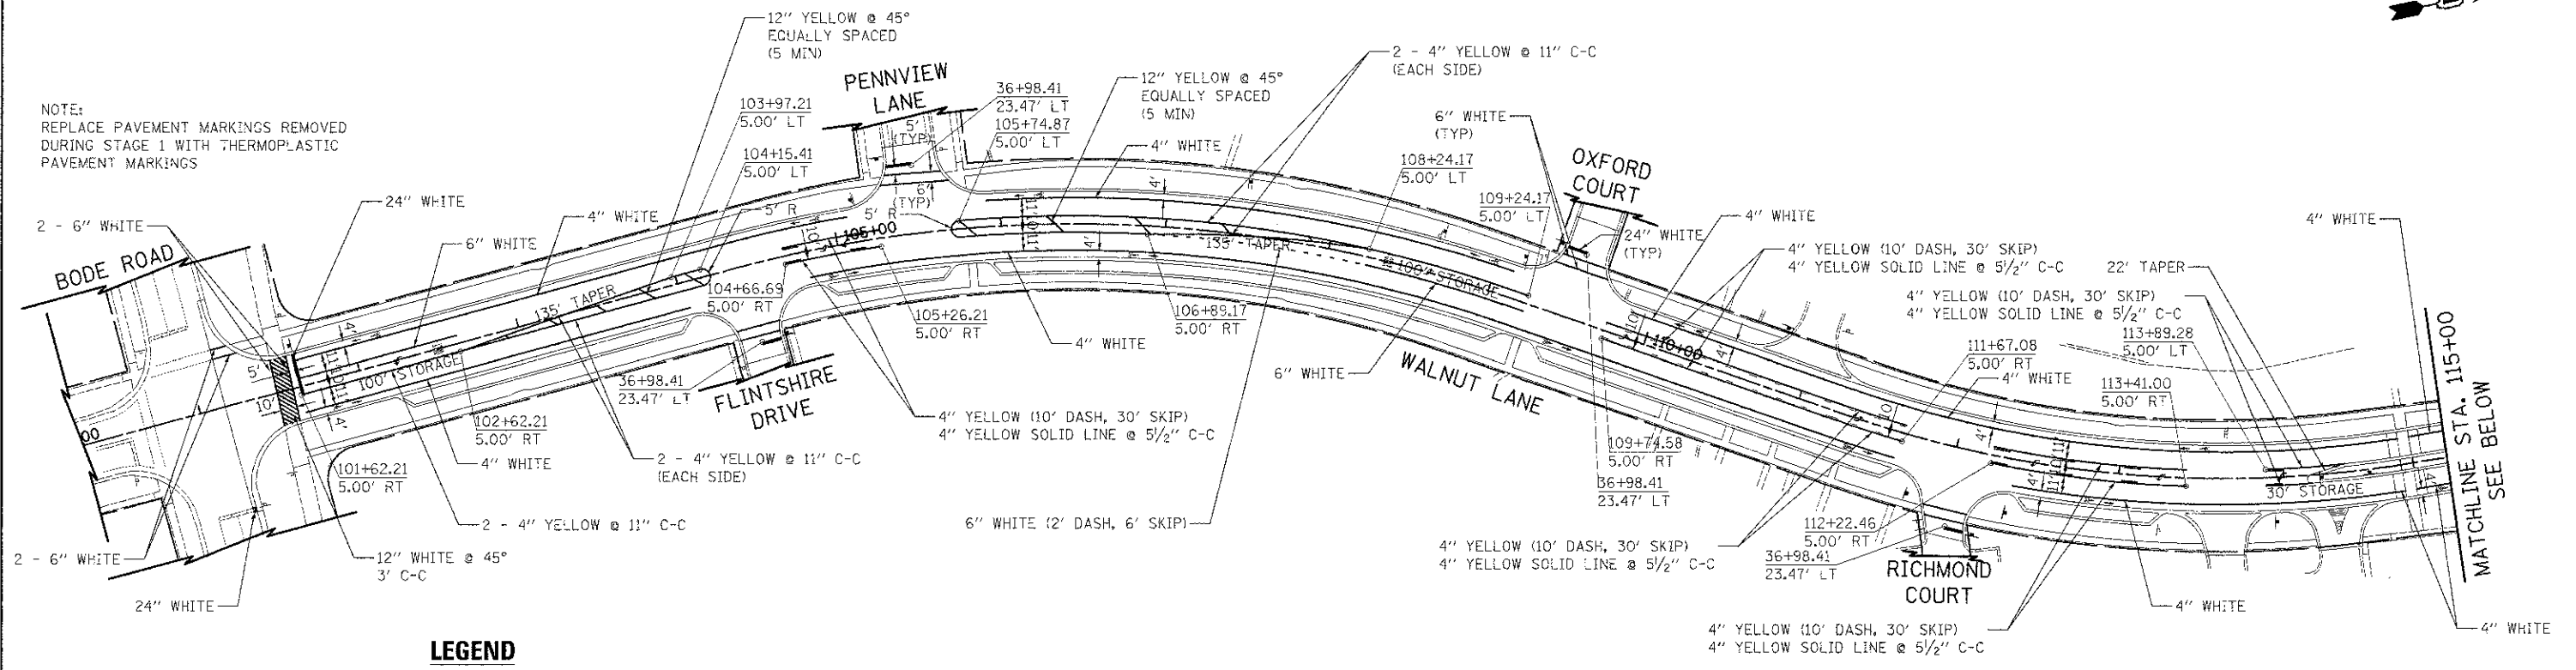 12" YELLOW @ 45°
EQUALLY SPACED
(5 MIN)
2 - 4" YELLOW @ 11" C-C
(EACH SIDE)
PENNVIEW
LANE
36+98.41
23.47' LT
105+74.87
5.00' LT
12" YELLOW @ 45°
EQUALLY SPACED
(5 MIN)
NOTE:
REPLACE PAVEMENT MARKINGS REMOVED
DURING STAGE 1 WITH THERMOPLASTIC
PAVEMENT MARKINGS
103+97.21
5.00' LT
104+15.41
5.00' LT
5'
(TYP)
6'
(TYP)
4" WHITE
6" WHITE
(TYP)
108+24.17
5.00' LT
109+24.17
5.00' LT
OXFORD
COURT
24" WHITE
(TYP)
2 - 6" WHITE
24" WHITE
4" WHITE
6" WHITE
5' R
5' R
105+00
4" WHITE
4" WHITE
4" YELLOW (10' DASH, 30' SKIP)
4" YELLOW SOLID LINE @ 5½" C-C
22' TAPER
4" YELLOW (10' DASH, 30' SKIP)
4" YELLOW SOLID LINE @ 5½" C-C
BODE ROAD
135' TAPER
100' STORAGE
104+66.69
5.00' RT
105+26.21
5.00' RT
106+89.17
5.00' RT
135' TAPER
100' STORAGE
4" WHITE
6" WHITE
WALNUT LANE
110+00
111+67.08
5.00' RT
113+89.28
5.00' LT
4" WHITE
113+41.00
5.00' RT
MATCHLINE STA. 115+00
SEE BELOW
36+98.41
23.47' LT
FLINTSHIRE
DRIVE
102+62.21
5.00' RT
101+62.21
5.00' RT
4" WHITE
4" YELLOW (10' DASH, 30' SKIP)
4" YELLOW SOLID LINE @ 5½" C-C
2 - 4" YELLOW @ 11" C-C
(EACH SIDE)
109+74.58
5.00' RT
36+98.41
23.47' LT
30' STORAGE
2 - 4" YELLOW @ 11" C-C
6" WHITE (2' DASH, 6' SKIP)
112+22.46
5.00' RT
36+98.41
23.47' LT
4" YELLOW (10' DASH, 30' SKIP)
4" YELLOW SOLID LINE @ 5½" C-C
RICHMOND
COURT
2 - 6" WHITE
12" WHITE @ 45°
3' C-C
24" WHITE
4" WHITE
4" YELLOW (10' DASH, 30' SKIP)
4" YELLOW SOLID LINE @ 5½" C-C
4" WHITE
LEGEND